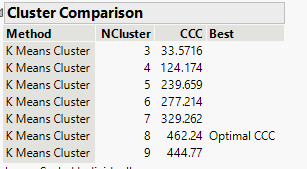 Cluster Comparison
Method NCluster CCC Best
K Means Cluster 3 33.5716
K Means Cluster 4 124.174
K Means Cluster 5 239.659
K Means Cluster 6 277.214
K Means Cluster 7 329.262
K Means Cluster 8 462.24 Optimal CCC
K Means Cluster 9 444.77